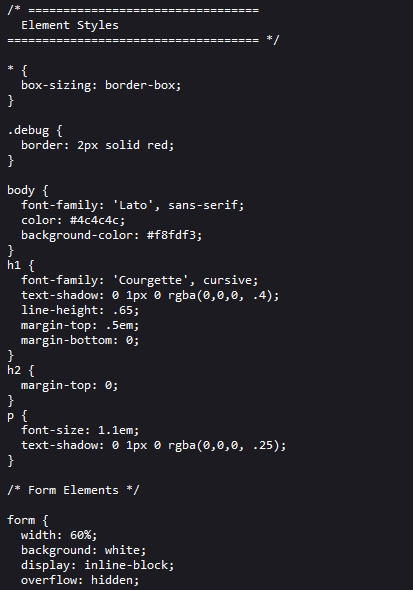 /* =================================
  Element Styles
==================================== */

* {
  box-sizing: border-box;
}

.debug {
  border: 2px solid red;
}

body {
  font-family: 'Lato', sans-serif;
  color: #4c4c4c;
  background-color: #f8fdf3;
}
h1 {
  font-family: 'Courgette', cursive;
  text-shadow: 0 1px 0 rgba(0,0,0, .4);
  line-height: .65;
  margin-top: .5em;
  margin-bottom: 0;
}
h2 {
  margin-top: 0;
}
p {
  font-size: 1.1em;
  text-shadow: 0 1px 0 rgba(0,0,0, .25);
}

/* Form Elements */

form {
  width: 60%;
  background: white;
  display: inline-block;
  overflow: hidden;